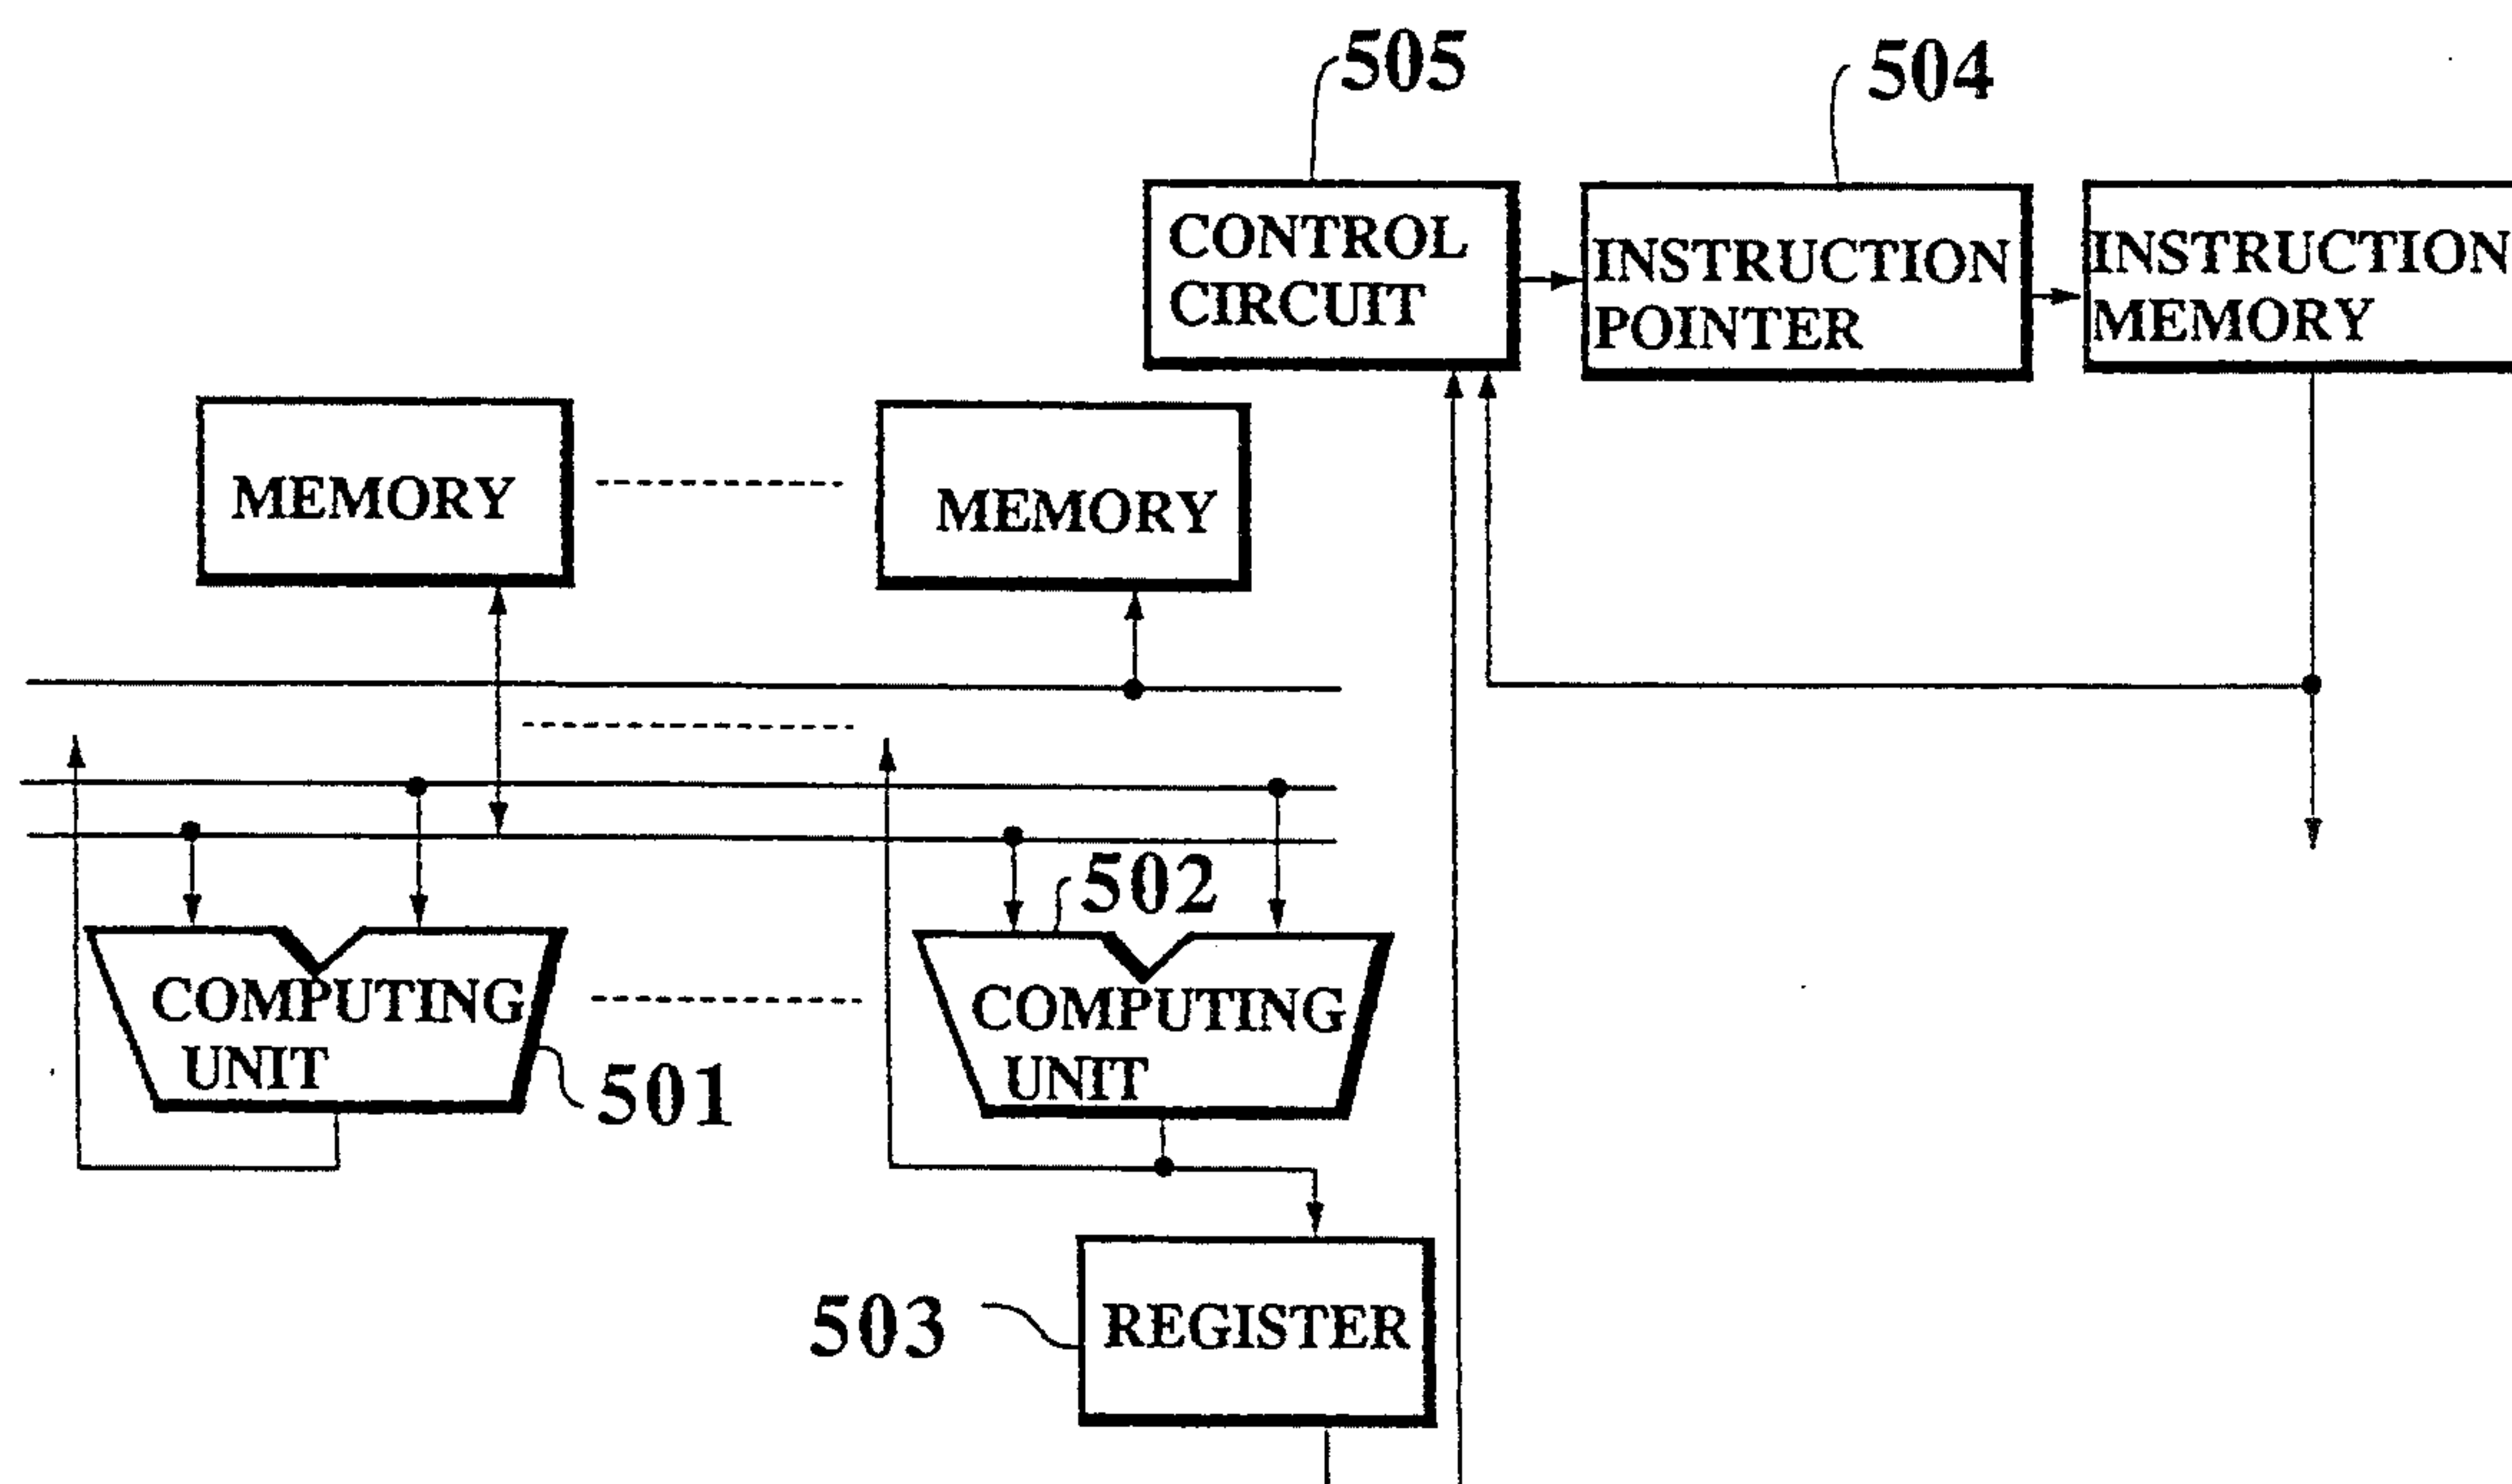 505
504
CONTROL
CIRCUIT
INSTRUCTION
POINTER
INSTRUCTION
MEMORY
MEMORY
MEMORY
502
COMPUTING
UNIT
501
COMPUTING
UNIT
503
REGISTER